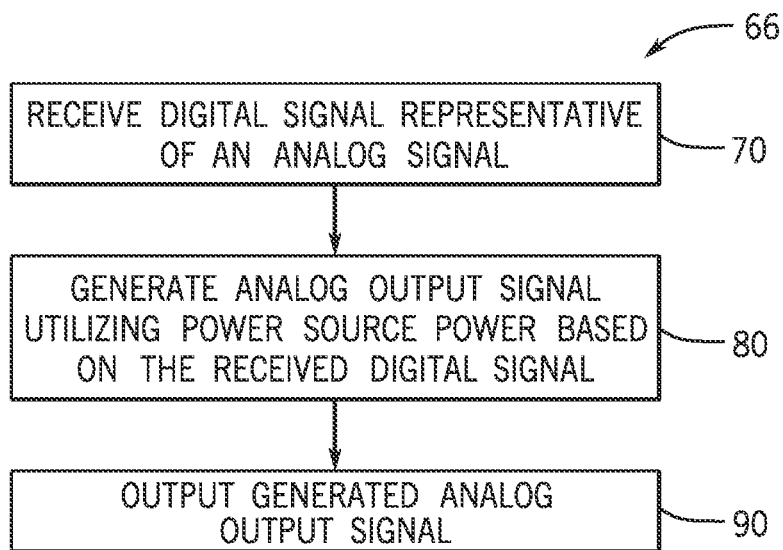 66
RECEIVE DIGITAL SIGNAL REPRESENTATIVE
OF AN ANALOG SIGNAL
70
GENERATE ANALOG OUTPUT SIGNAL
UTILIZING POWER SOURCE POWER BASED
ON THE RECEIVED DIGITAL SIGNAL
80
OUTPUT GENERATED ANALOG
OUTPUT SIGNAL
90